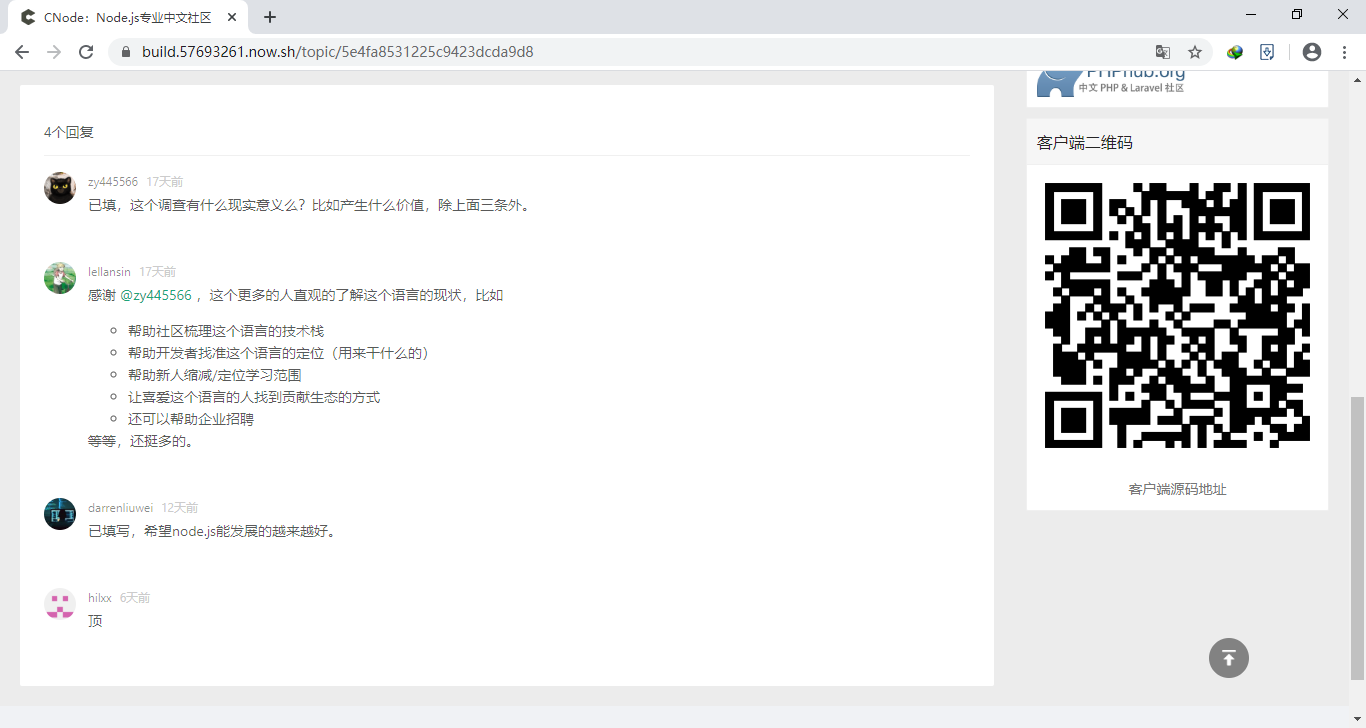 CNode：Node.js专业中文社区
build.57693261.now.sh/topic/5e4fa8531225c9423dcda9d8
4个回复
zy445566 17天前
已填，这个调查有什么现实意义么？比如产生什么价值，除上面三条外。
lellansin 17天前
感谢 @zy445566 ，这个更多的人直观的了解这个语言的现状，比如
帮助社区梳理这个语言的技术栈
帮助开发者找准这个语言的定位（用来干什么的）
帮助新人缩减/定位学习范围
让喜爱这个语言的人找到贡献生态的方式
还可以帮助企业招聘
等等，还挺多的。
darrenliuwei 12天前
已填写，希望node.js能发展的越来越好。
hilxx 6天前
顶
PHPhub.org
中文 PHP & Laravel 社区
客户端二维码
客户端源码地址